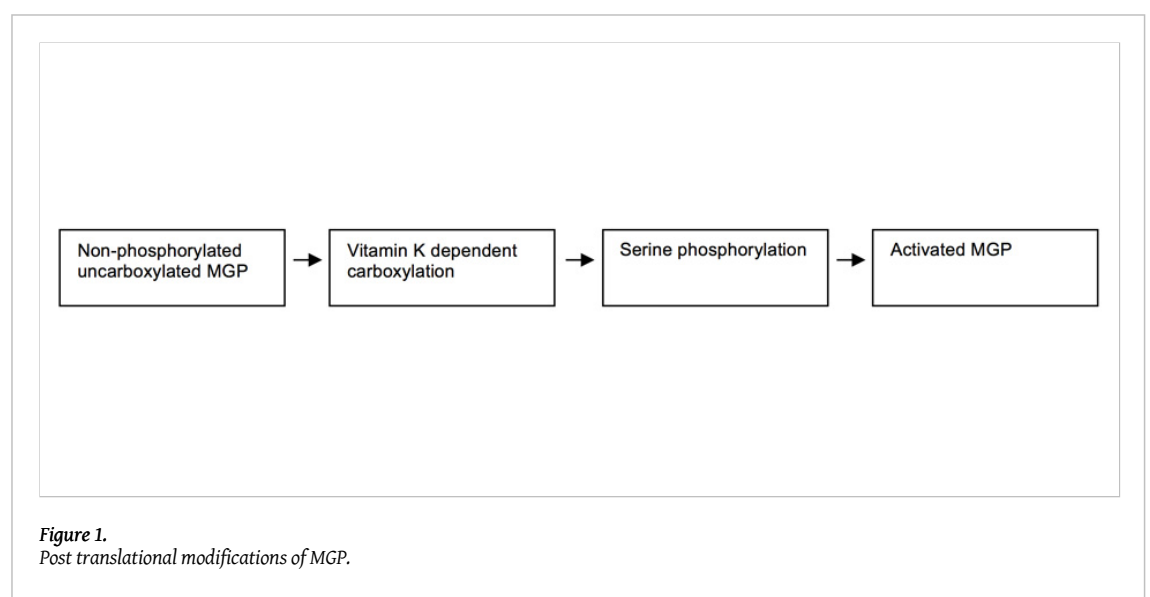 Non-phosphorylated
uncarboxylated MGP
Vitamin K dependent
carboxylation
Serine phosphorylation
Activated MGP
Figure 1.
Post translational modifications of MGP.